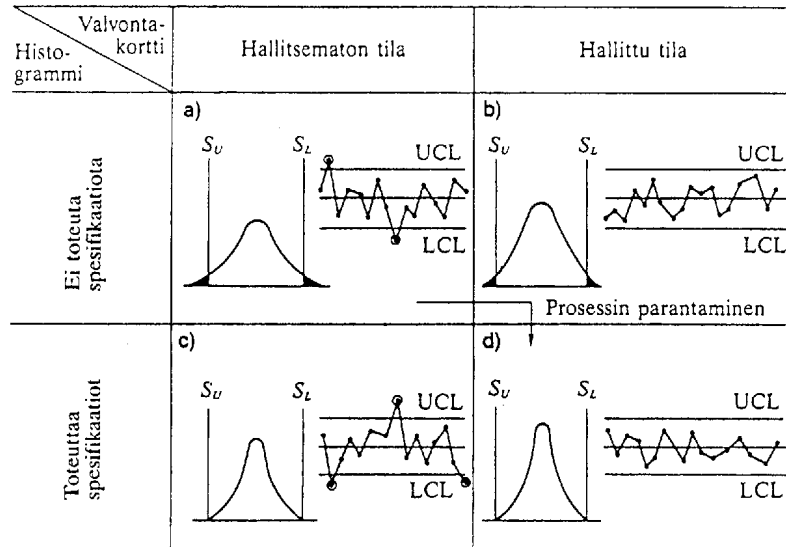 Valvonta-
kortti
Histo-
grammi
Hallitsematon tila
Hallittu tila
Ei toteuta
spesifikaatiota
a)
S_U
S_L
UCL
LCL
b)
S_U
S_L
UCL
LCL
Prosessin parantaminen
Toteuttaa
spesifikaatiot
c)
S_U
S_L
UCL
LCL
d)
S_U
S_L
UCL
LCL